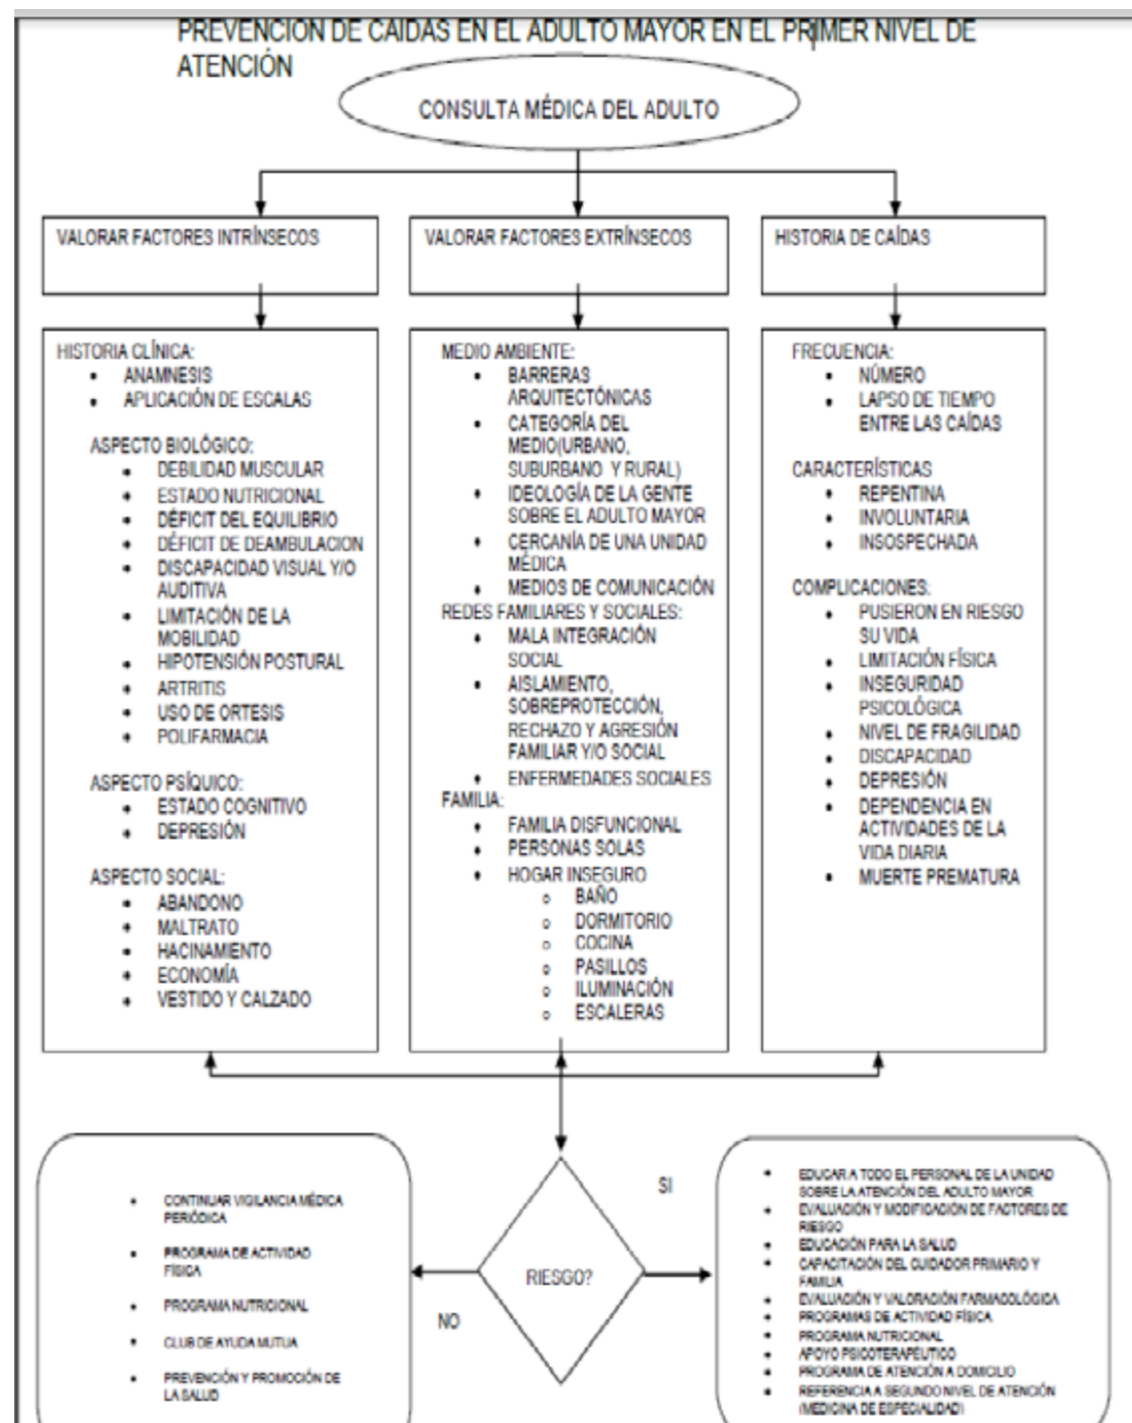 PREVENCION DE CAIDAS EN EL ADULTO MAYOR EN EL PRIMER NIVEL DE
ATENCIÓN
CONSULTA MÉDICA DEL ADULTO
VALORAR FACTORES INTRÍNSECOS
VALORAR FACTORES EXTRÍNSECOS
HISTORIA DE CAÍDAS
HISTORIA CLÍNICA:
• ANAMNESIS
• APLICACIÓN DE ESCALAS
ASPECTO BIOLÓGICO:
• DEBILIDAD MUSCULAR
• ESTADO NUTRICIONAL
• DÉFICIT DEL EQUILIBRIO
• DÉFICIT DE DEAMBULACION
• DISCAPACIDAD VISUAL Y/O
AUDITIVA
• LIMITACIÓN DE LA
MOBILIDAD
• HIPOTENSIÓN POSTURAL
• ARTRITIS
• USO DE ORTESIS
• POLIFARMACIA
ASPECTO PSÍQUICO:
• ESTADO COGNITIVO
• DEPRESIÓN
ASPECTO SOCIAL:
• ABANDONO
• MALTRATO
• HACINAMIENTO
• ECONOMÍA
• VESTIDO Y CALZADO
MEDIO AMBIENTE:
• BARRERAS
ARQUITECTÓNICAS
• CATEGORÍA DEL
MEDIO(URBANO,
SUBURBANO Y RURAL)
• IDEOLOGÍA DE LA GENTE
SOBRE EL ADULTO MAYOR
• CERCANÍA DE UNA UNIDAD
MÉDICA
• MEDIOS DE COMUNICACIÓN
REDES FAMILIARES Y SOCIALES:
• MALA INTEGRACIÓN
SOCIAL
• AISLAMIENTO,
SOBREPROTECCIÓN,
RECHAZO Y AGRESIÓN
FAMILIAR Y/O SOCIAL
• ENFERMEDADES SOCIALES
FAMILIA:
• FAMILIA DISFUNCIONAL
• PERSONAS SOLAS
• HOGAR INSEGURO
o BAÑO
o DORMITORIO
o COCINA
o PASILLOS
o ILUMINACIÓN
o ESCALERAS
FRECUENCIA:
• NÚMERO
• LAPSO DE TIEMPO
ENTRE LAS CAÍDAS
CARACTERÍSTICAS
• REPENTINA
• INVOLUNTARIA
• INSOSPECHADA
COMPLICACIONES:
• PUSIERON EN RIESGO
SU VIDA
• LIMITACIÓN FÍSICA
• INSEGURIDAD
PSICOLÓGICA
• NIVEL DE FRAGILIDAD
• DISCAPACIDAD
• DEPRESIÓN
• DEPENDENCIA EN
ACTIVIDADES DE LA
VIDA DIARIA
• MUERTE PREMATURA
• CONTINUAR VIGILANCIA MÉDICA
PERIÓDICA
• PROGRAMA DE ACTIVIDAD
FÍSICA
• PROGRAMA NUTRICIONAL
• CLUB DE AYUDA MUTUA
• PREVENCIÓN Y PROMOCIÓN DE
LA SALUD
NO
RIESGO?
SI
• EDUCAR A TODO EL PERSONAL DE LA UNIDAD
SOBRE LA ATENCIÓN DEL ADULTO MAYOR
• EVALUACIÓN Y MODIFICACIÓN DE FACTORES DE
RIESGO
• EDUCACIÓN PARA LA SALUD
• CAPACITACIÓN DEL CUIDADOR PRIMARIO Y
FAMILIA
• EVALUACIÓN Y VALORACIÓN FARMACOLÓGICA
• PROGRAMAS DE ACTIVIDAD FÍSICA
• PROGRAMA NUTRICIONAL
• APOYO PSICOTERAPÉUTICO
• PROGRAMA DE ATENCIÓN A DOMICILIO
• REFERENCIA A SEGUNDO NIVEL DE ATENCIÓN
(MEDICINA DE ESPECIALIDAD)